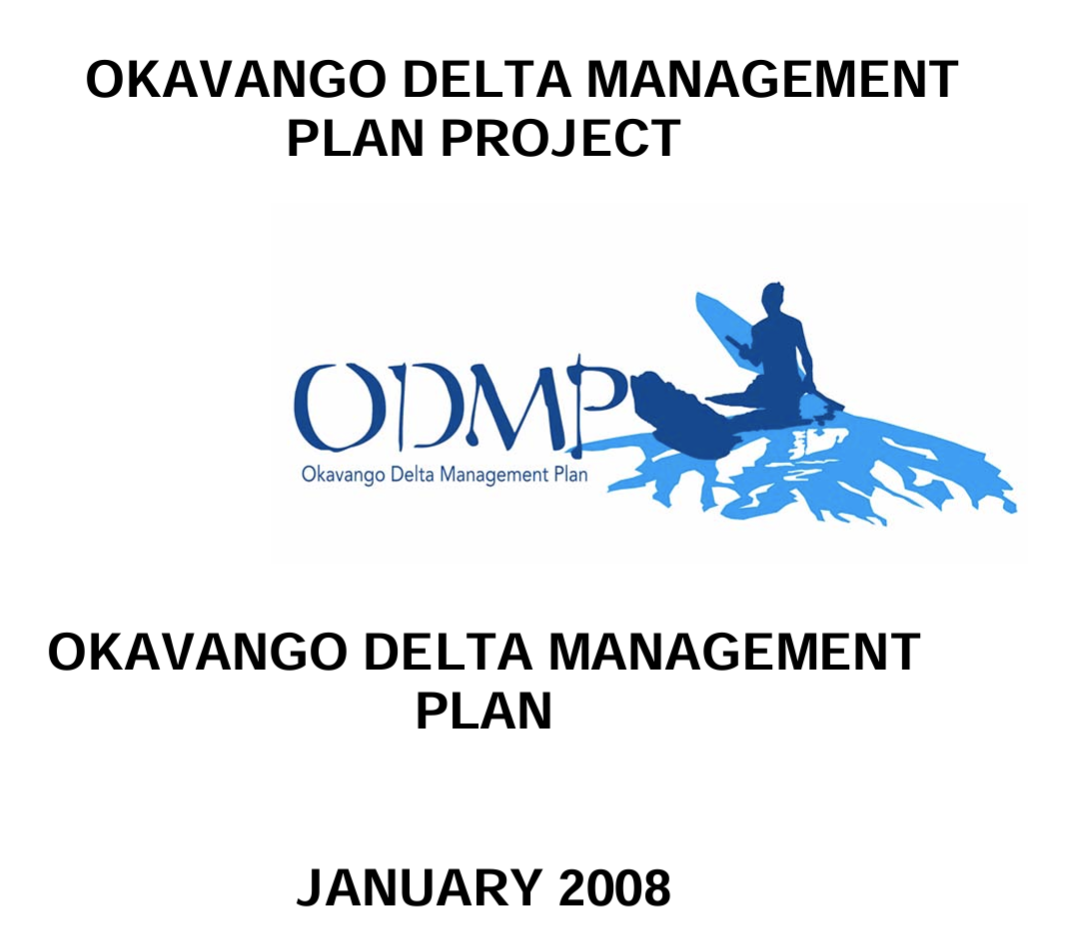 OKAVANGO DELTA MANAGEMENT
PLAN PROJECT
ODMP
Okavango Delta Management Plan
OKAVANGO DELTA MANAGEMENT
PLAN
JANUARY 2008